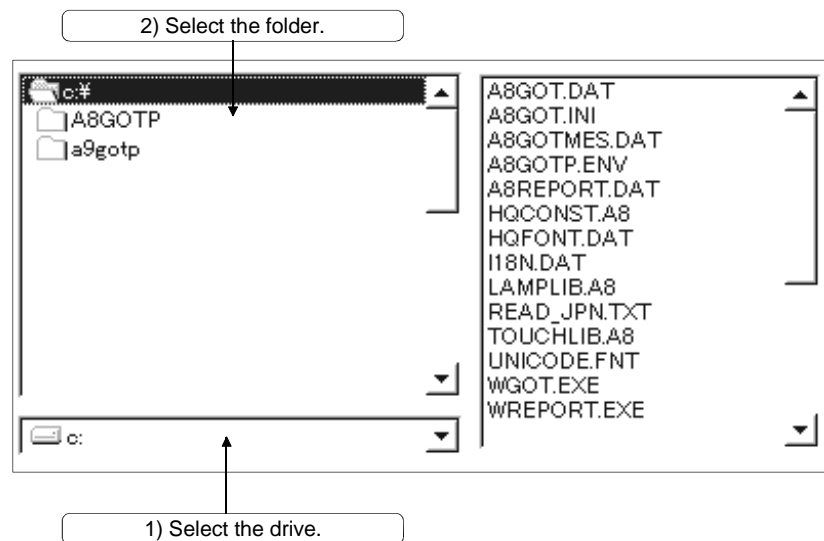 2) Select the folder.
c:¥
A8GOTP
a9gotp
c:
A8GOT.DAT
A8GOT.INI
A8GOTMES.DAT
A8GOTP.ENV
A8REPORT.DAT
HQCONST.A8
HQFONT.DAT
I18N.DAT
LAMPLIB.A8
READ_JPN.TXT
TOUCHLIB.A8
UNICODE.FNT
WGOT.EXE
WREPORT.EXE
1) Select the drive.